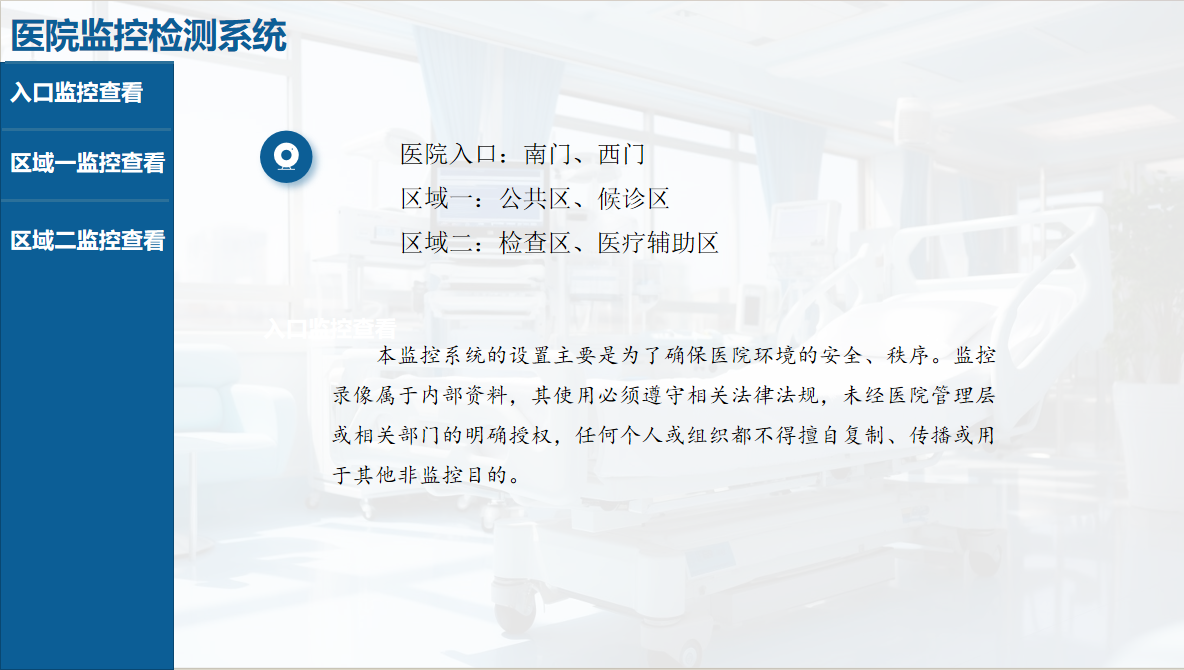 医院监控检测系统
入口监控查看
区域一监控查看
区域二监控查看
医院入口：南门、西门
区域一：公共区、候诊区
区域二：检查区、医疗辅助区
入口监控查看
本监控系统的设置主要是为了确保医院环境的安全、秩序。监控
录像属于内部资料，其使用必须遵守相关法律法规，未经医院管理层
或相关部门的明确授权，任何个人或组织都不得擅自复制、传播或用
于其他非监控目的。